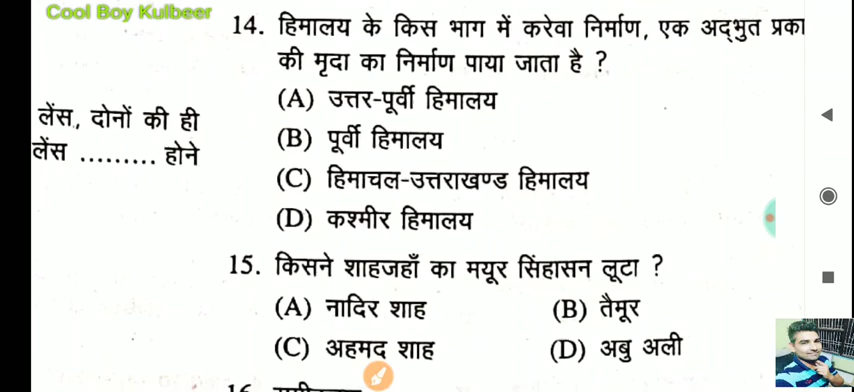 Cool Boy Kulbeer
लेंस, दोनों की ही
लेंस ......... होने
14. हिमालय के किस भाग में करेवा निर्माण, एक अद्भुत प्रका
की मृदा का निर्माण पाया जाता है ?
(A) उत्तर-पूर्वी हिमालय
(B) पूर्वी हिमालय
(C) हिमाचल-उत्तराखण्ड हिमालय
(D) कश्मीर हिमालय
15. किसने शाहजहाँ का मयूर सिंहासन लूटा ?
(A) नादिर शाह (B) तैमूर
(C) अहमद शाह (D) अबु अली